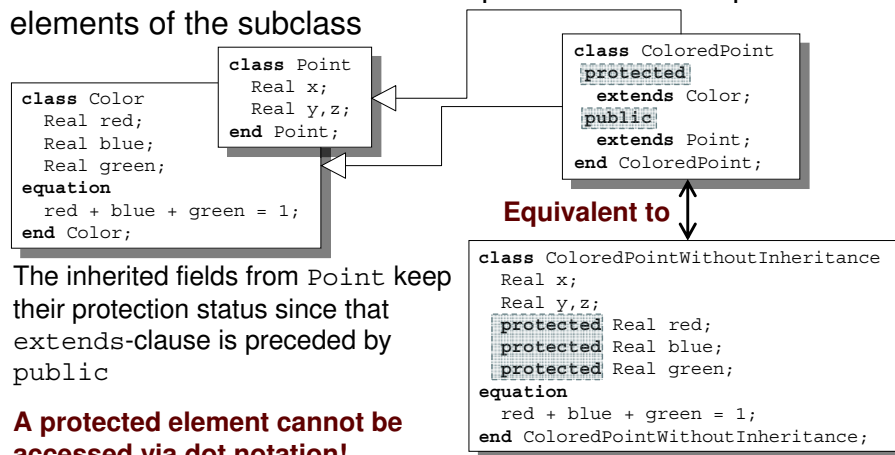 elements of the subclass
class Color
Real red;
Real blue;
Real green;
equation
red + blue + green = 1;
end Color;
class Point
Real x;
Real y,z;
end Point;
class ColoredPoint
protected
extends Color;
public
extends Point;
end ColoredPoint;
Equivalent to
class ColoredPointWithoutInheritance
Real x;
Real y,z;
protected Real red;
protected Real blue;
protected Real green;
equation
red + blue + green = 1;
end ColoredPointWithoutInheritance;
The inherited fields from Point keep
their protection status since that
extends-clause is preceded by
public
A protected element cannot be
accessed via dot notation!